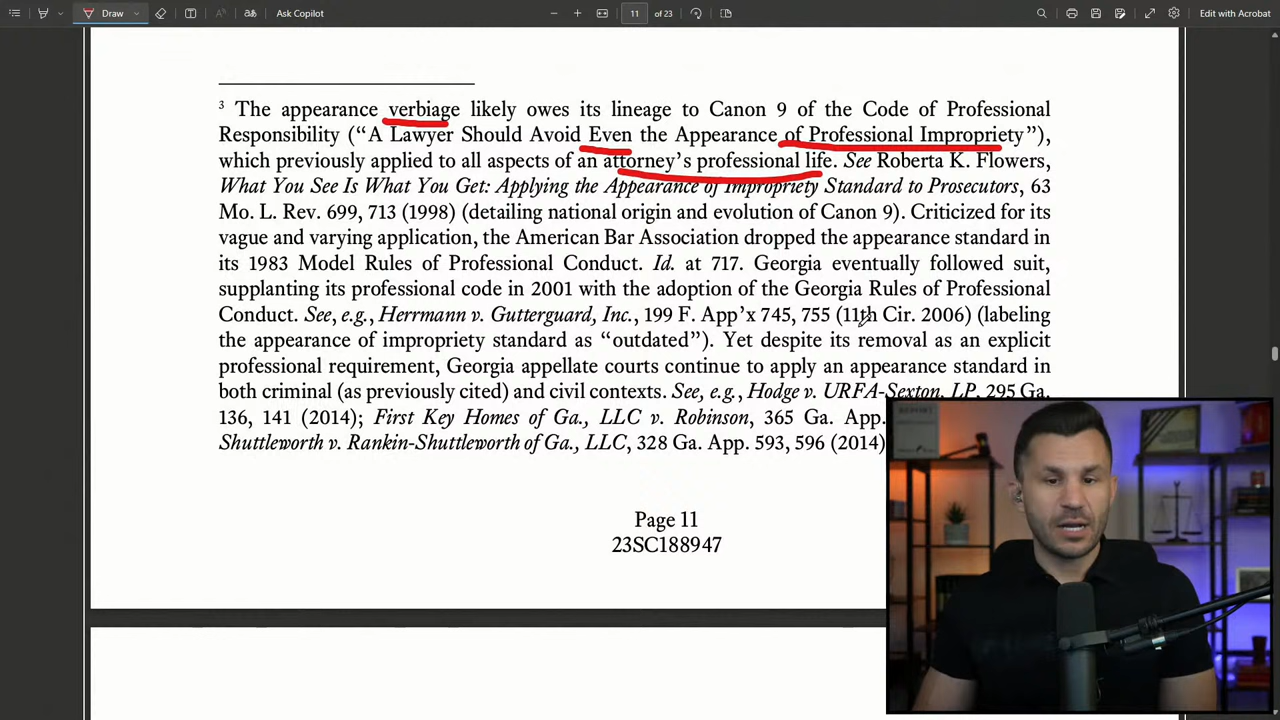 Draw
Ask Copilot
11 of 23
Edit with Acrobat
3 The appearance verbiage likely owes its lineage to Canon 9 of the Code of Professional
Responsibility (“A Lawyer Should Avoid Even the Appearance of Professional Impropriety”),
which previously applied to all aspects of an attorney’s professional life. See Roberta K. Flowers,
What You See Is What You Get: Applying the Appearance of Impropriety Standard to Prosecutors, 63
Mo. L. Rev. 699, 713 (1998) (detailing national origin and evolution of Canon 9). Criticized for its
vague and varying application, the American Bar Association dropped the appearance standard in
its 1983 Model Rules of Professional Conduct. Id. at 717. Georgia eventually followed suit,
supplanting its professional code in 2001 with the adoption of the Georgia Rules of Professional
Conduct. See, e.g., Herrmann v. Gutterguard, Inc., 199 F. App’x 745, 755 (11th Cir. 2006) (labeling
the appearance of impropriety standard as “outdated”). Yet despite its removal as an explicit
professional requirement, Georgia appellate courts continue to apply an appearance standard in
both criminal (as previously cited) and civil contexts. See, e.g., Hodge v. URFA-Sexton, LP, 295 Ga.
136, 141 (2014); First Key Homes of Ga., LLC v. Robinson, 365 Ga. App.
Shuttleworth v. Rankin-Shuttleworth of Ga., LLC, 328 Ga. App. 593, 596 (2014)
Page 11
23SC188947